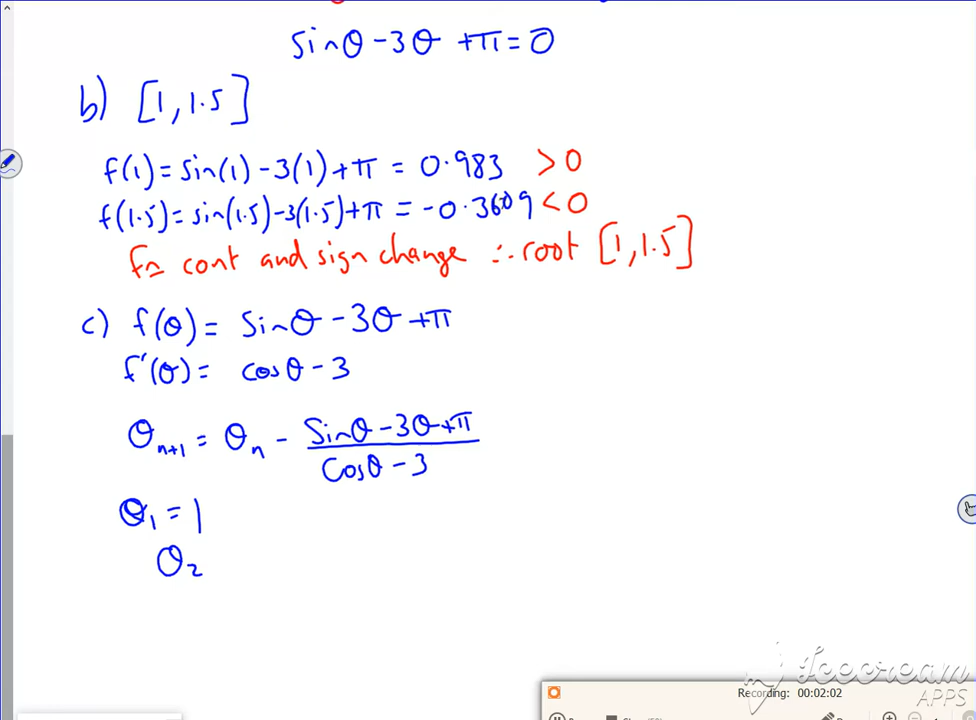 sinθ - 3θ + π = 0
b) [1, 1.5]
f(1) = sin(1) - 3(1) + π = 0.983 > 0
f(1.5) = sin(1.5) - 3(1.5) + π = -0.3609 < 0
fn cont and sign change ∴ root [1, 1.5]
c) f(θ) = sinθ - 3θ + π
f'(θ) = cosθ - 3
θₙ₊₁ = θₙ - (sinθ - 3θ + π)/(cosθ - 3)
θ₁ = 1
θ₂
Icecream
APPS
Recording: 00:02:02